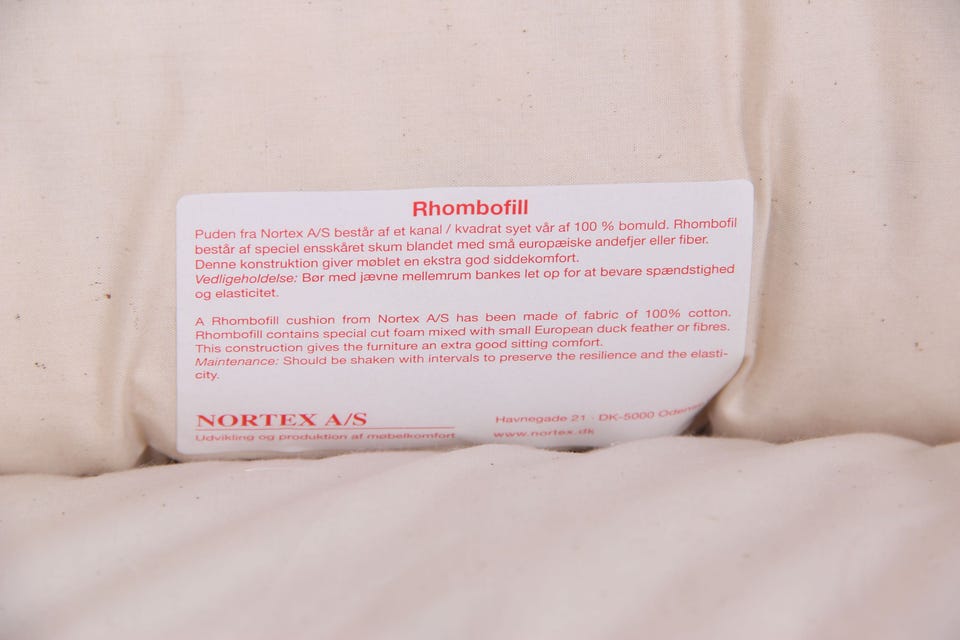 Rhombofill
Puden fra Nortex A/S består af et kanal / kvadrat syet vår af 100 % bomuld. Rhombofil
består af speciel ensskåret skum blandet med små europæiske andefjer eller fiber.
Denne konstruktion giver møblet en ekstra god siddekomfort.
Vedligeholdelse: Bør med jævne mellemrum bankes let op for at bevare spændstighed
og elasticitet.
A Rhombofill cushion from Nortex A/S has been made of fabric of 100% cotton.
Rhombofill contains special cut foam mixed with small European duck feather or fibres.
This construction gives the furniture an extra good sitting comfort.
Maintenance: Should be shaken with intervals to preserve the resilience and the elasti-
city.
NORTEX A/S
Udvikling og produktion af møbelkomfort
Havnegade 21 · DK-5000
www.nortex.dk